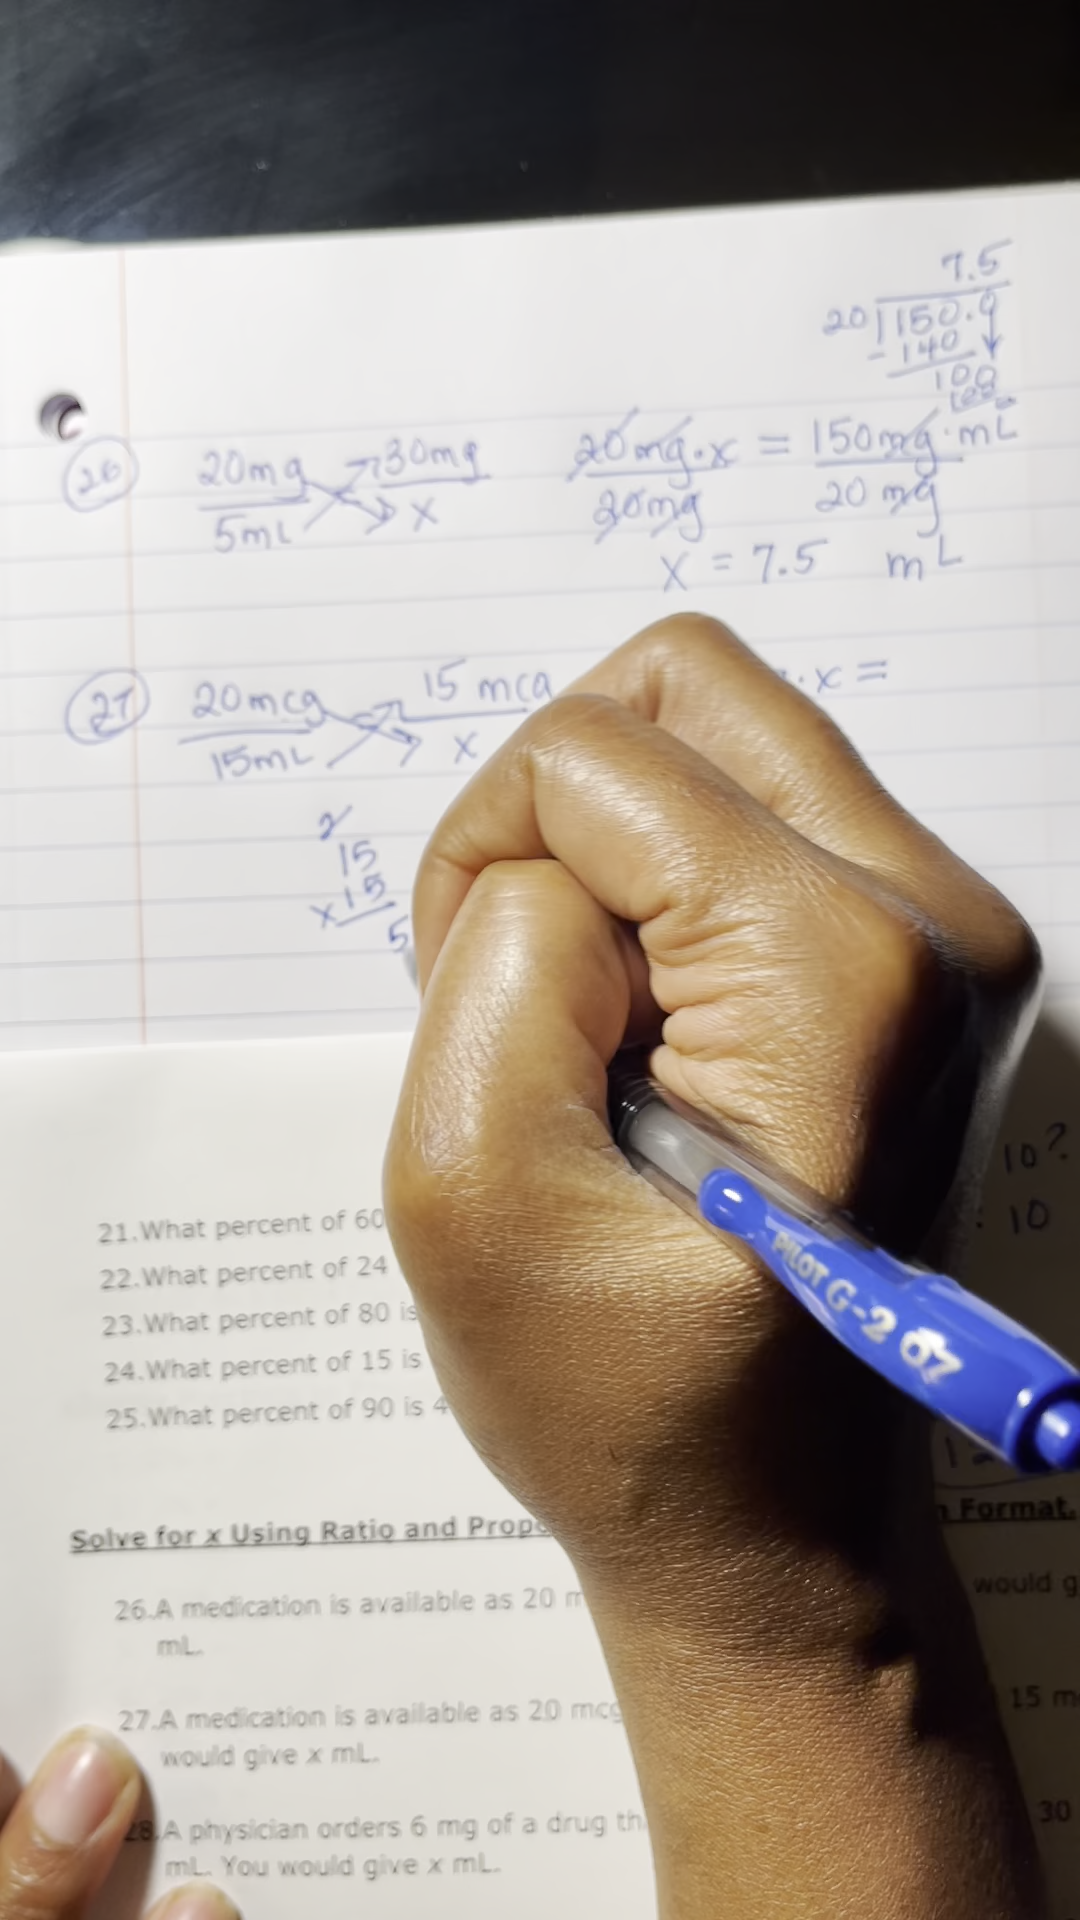 7.5
20 150.0
- 140
100
100
26 20mg 30mg 20mg·x = 150mg·mL
5mL x 20mg 20 mg
x = 7.5 mL
27 20mcg 15 mcg ·x =
15mL x
2
15
x 15
5
10?
: 10
21.What percent of 60
22.What percent of 24
23.What percent of 80 is
24.What percent of 15 is
25.What percent of 90 is 4
PILOT G-2 07
Solve for x Using Ratio and Format.
26.A medication is available as 20 would
mL.
27.A medication is available as 20 mcg 15
would give x mL.
28.A physician orders 6 mg of a drug 30
mL. You would give x mL.